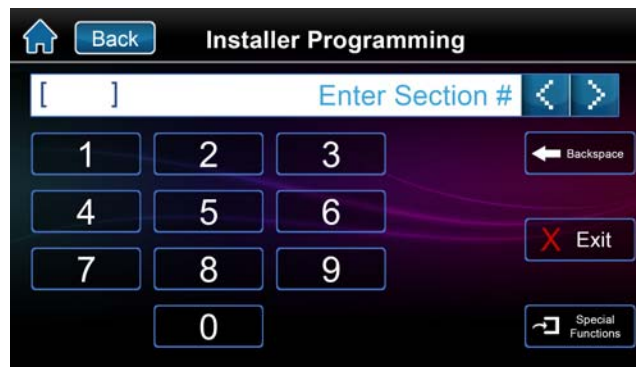 Back Installer Programming
[ ] Enter Section # < >
1 2 3 Backspace
4 5 6
X Exit
7 8 9
0 Special
Functions